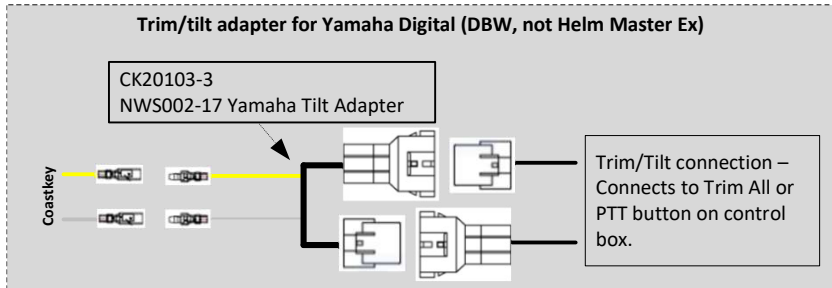 Trim/tilt adapter for Yamaha Digital (DBW, not Helm Master Ex)
CK20103-3
NWS002-17 Yamaha Tilt Adapter
Coastkey
Trim/Tilt connection –
Connects to Trim All or
PTT button on control
box.